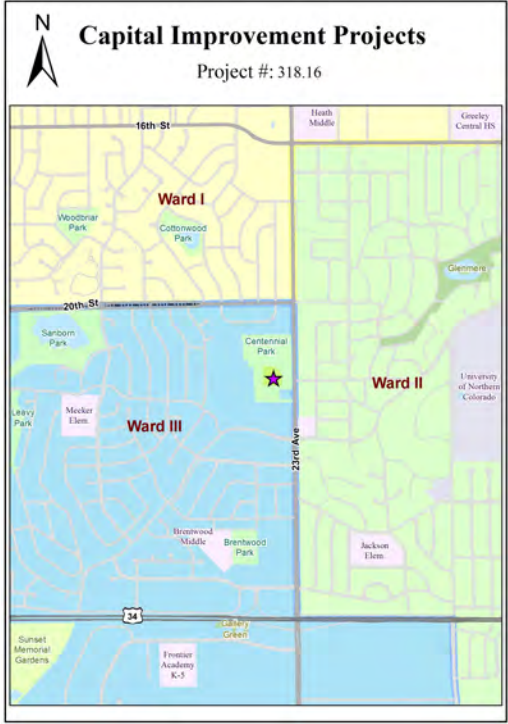 N
Capital Improvement Projects
Project #: 318.16
Heath
Middle
Greeley
Central HS
16th St
Ward I
Woodbriar
Park
Cottonwood
Park
Glenmere
20th St
Sanborn
Park
Centennial
Park
Ward II
University
of Northern
Colorado
Leavy
Park
Meeker
Elem.
Ward III
23rd Ave
Brentwood
Middle
Brentwood
Park
Jackson
Elem.
34
Gallery
Green
Sunset
Memorial
Gardens
Frontier
Academy
K-5